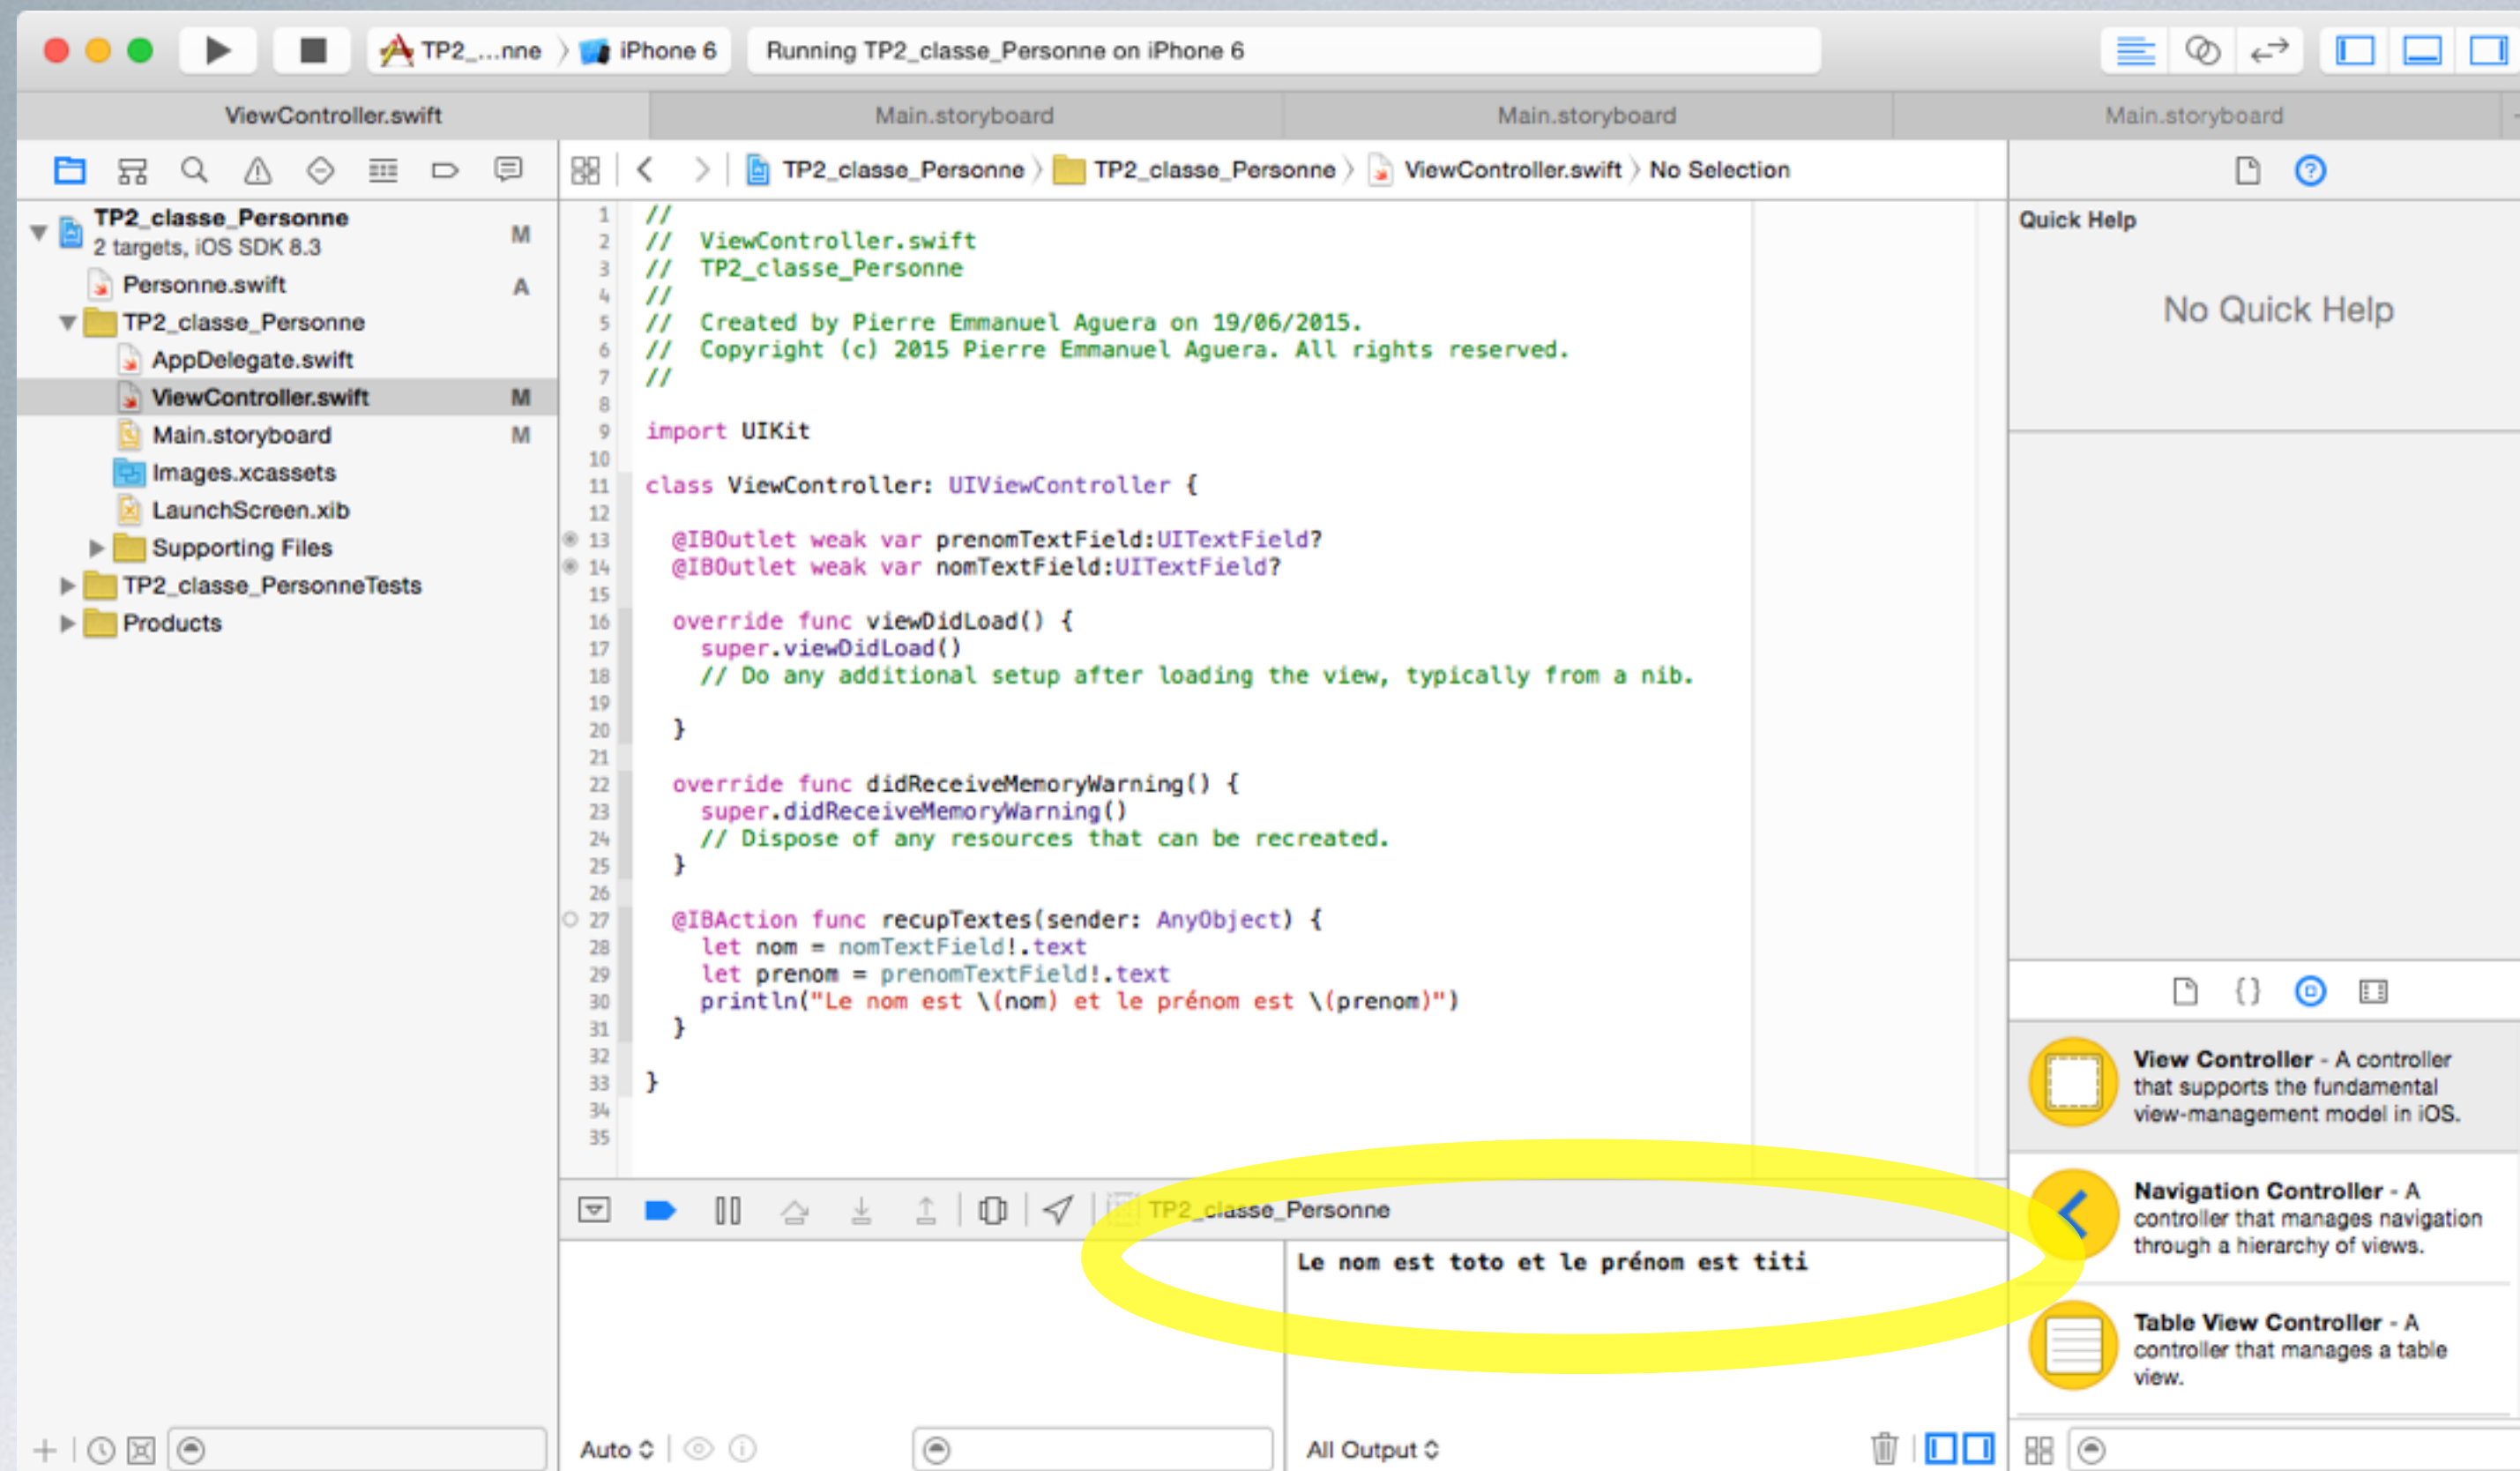 TP2_...nne
iPhone 6
Running TP2_classe_Personne on iPhone 6
ViewController.swift
Main.storyboard
Main.storyboard
Main.storyboard
TP2_classe_Personne
M
2 targets, iOS SDK 8.3
Personne.swift
A
TP2_classe_Personne
AppDelegate.swift
ViewController.swift
M
Main.storyboard
M
Images.xcassets
LaunchScreen.xib
Supporting Files
TP2_classe_PersonneTests
Products
TP2_classe_Personne
TP2_classe_Personne
ViewController.swift
No Selection
1 //
2 //  ViewController.swift
3 //  TP2_classe_Personne
4 //
5 //  Created by Pierre Emmanuel Aguera on 19/06/2015.
6 //  Copyright (c) 2015 Pierre Emmanuel Aguera. All rights reserved.
7 //
8
9 import UIKit
10
11 class ViewController: UIViewController {
12
13   @IBOutlet weak var prenomTextField:UITextField?
14   @IBOutlet weak var nomTextField:UITextField?
15
16   override func viewDidLoad() {
17     super.viewDidLoad()
18     // Do any additional setup after loading the view, typically from a nib.
19
20   }
21
22   override func didReceiveMemoryWarning() {
23     super.didReceiveMemoryWarning()
24     // Dispose of any resources that can be recreated.
25   }
26
27   @IBAction func recupTextes(sender: AnyObject) {
28     let nom = nomTextField!.text
29     let prenom = prenomTextField!.text
30     println("Le nom est \(nom) et le prénom est \(prenom)")
31   }
32
33 }
34
35
TP2_classe_Personne
Le nom est toto et le prénom est titi
Auto
All Output
Quick Help
No Quick Help
View Controller - A controller
that supports the fundamental
view-management model in iOS.
Navigation Controller - A
controller that manages navigation
through a hierarchy of views.
Table View Controller - A
controller that manages a table
view.